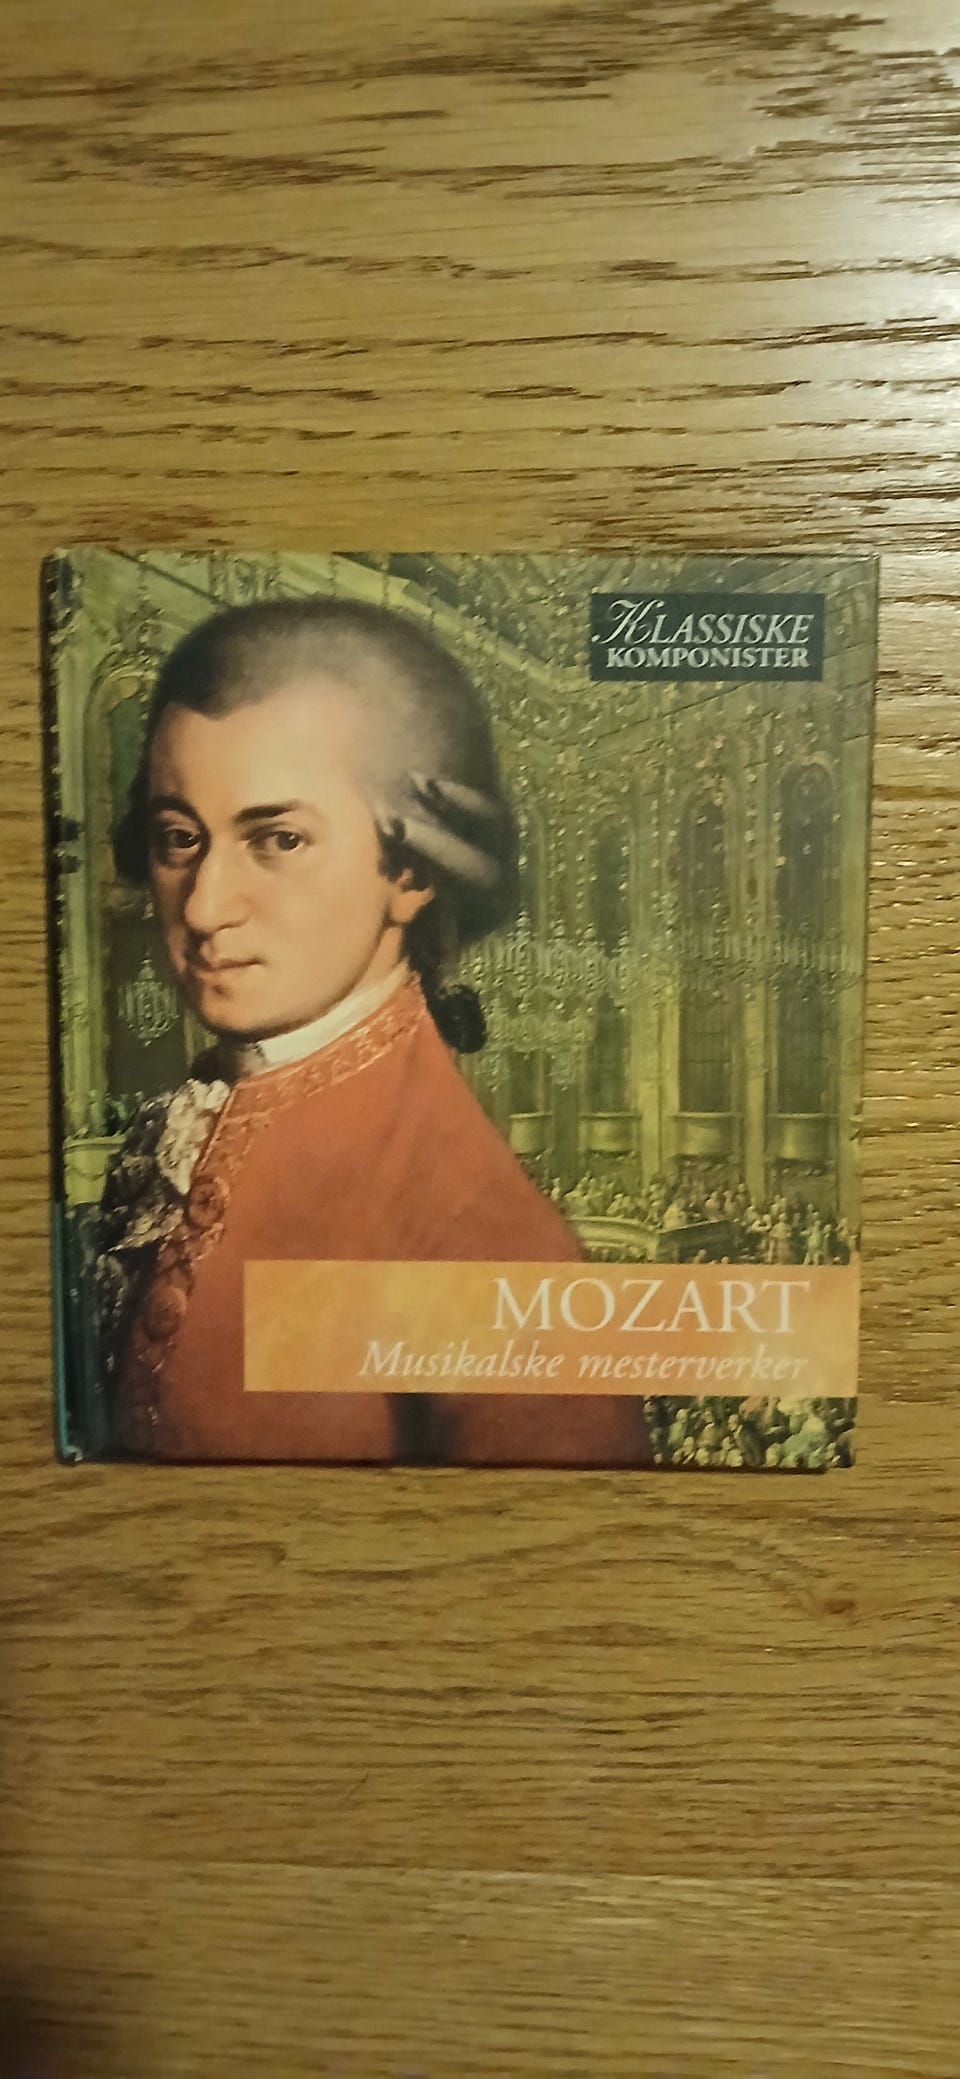 KLASSISKE
KOMPONISTER
MOZART
Musikalske mesterverker